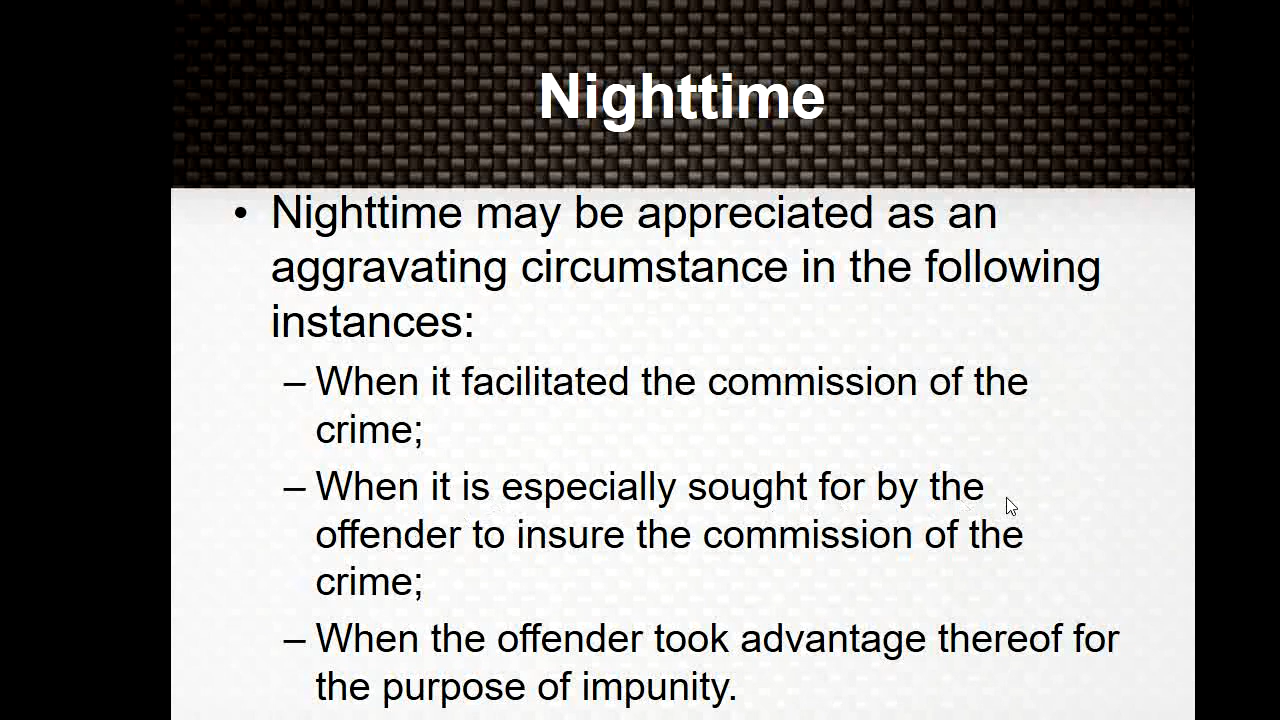 Nighttime
• Nighttime may be appreciated as an
aggravating circumstance in the following
instances:
– When it facilitated the commission of the
crime;
– When it is especially sought for by the
offender to insure the commission of the
crime;
– When the offender took advantage thereof for
the purpose of impunity.